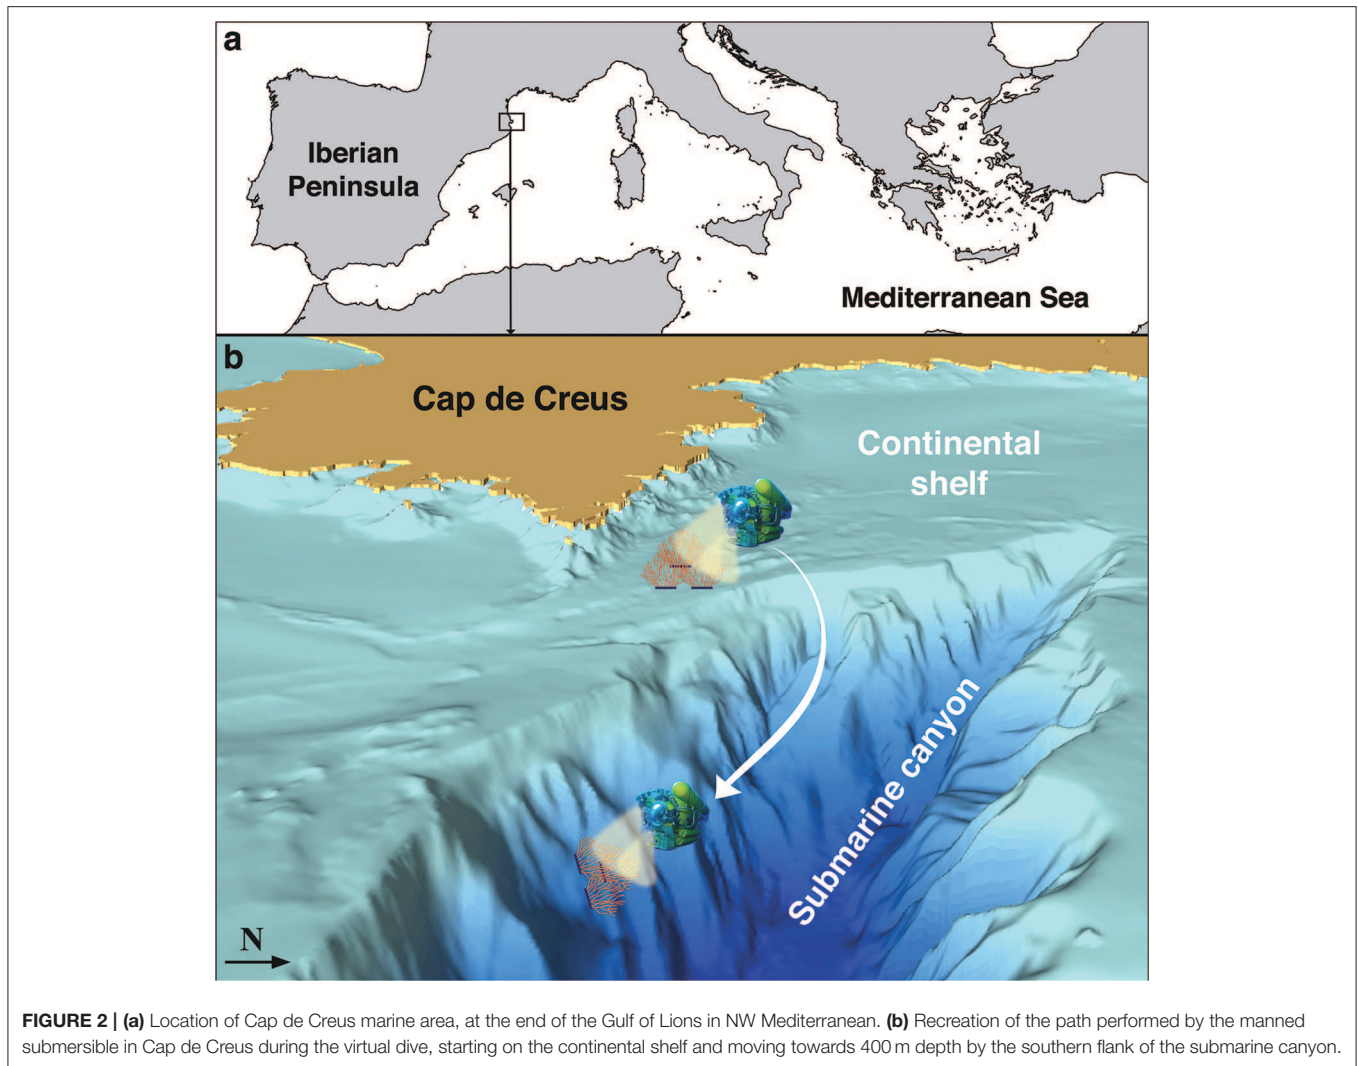 a
Iberian
Peninsula
Mediterranean Sea
b
Cap de Creus
Continental
shelf
Submarine canyon
N
FIGURE 2 | (a) Location of Cap de Creus marine area, at the end of the Gulf of Lions in NW Mediterranean. (b) Recreation of the path performed by the manned
submersible in Cap de Creus during the virtual dive, starting on the continental shelf and moving towards 400 m depth by the southern flank of the submarine canyon.